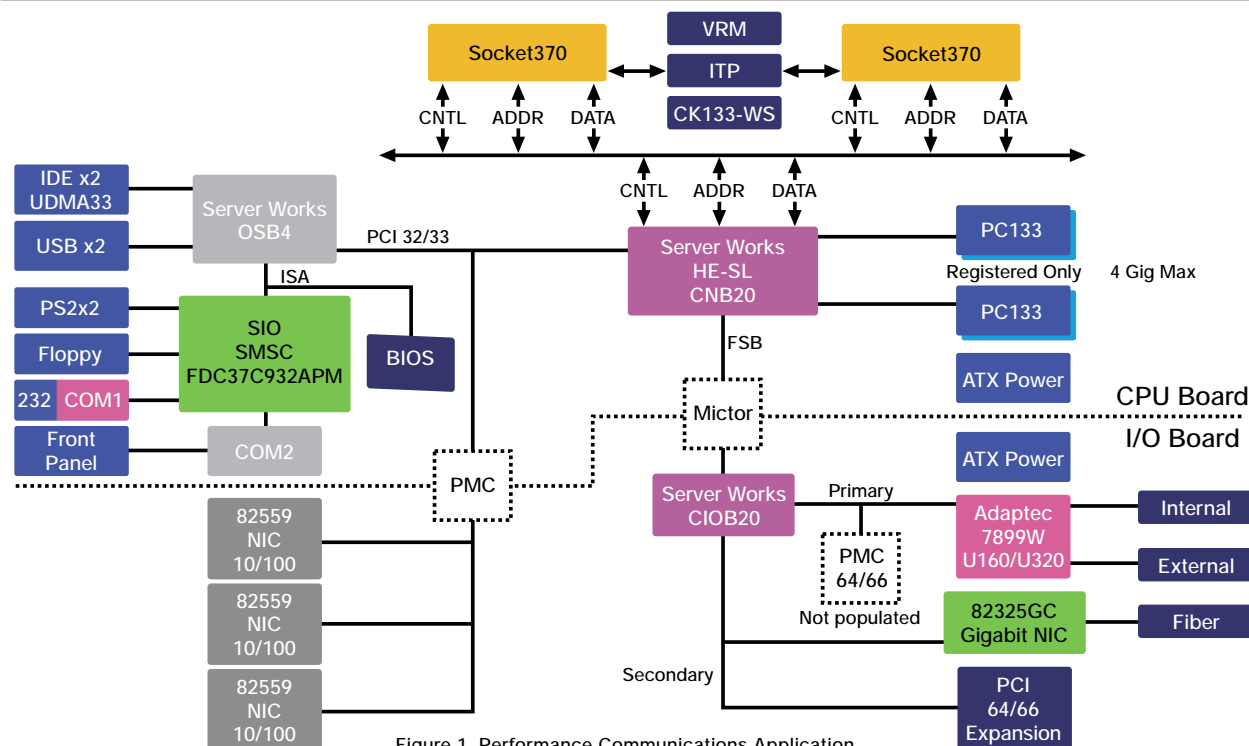 VRM
Socket370
ITP
Socket370
CK133-WS
CNTL
ADDR
DATA
CNTL
ADDR
DATA
CNTL
ADDR
DATA
IDE x2
UDMA33
USB x2
Server Works
OSB4
PCI 32/33
Server Works
HE-SL
CNB20
PC133
Registered Only
4 Gig Max
PC133
ISA
PS2x2
Floppy
232
COM1
Front
Panel
SIO
SMSC
FDC37C932APM
BIOS
COM2
FSB
ATX Power
CPU Board
Mictor
I/O Board
ATX Power
PMC
82559
NIC
10/100
82559
NIC
10/100
82559
NIC
10/100
Server Works
CIOB20
Primary
PMC
64/66
Not populated
Adaptec
7899W
U160/U320
Internal
External
82325GC
Gigabit NIC
Fiber
Secondary
PCI
64/66
Expansion
Figure 1. Performance Communications Application